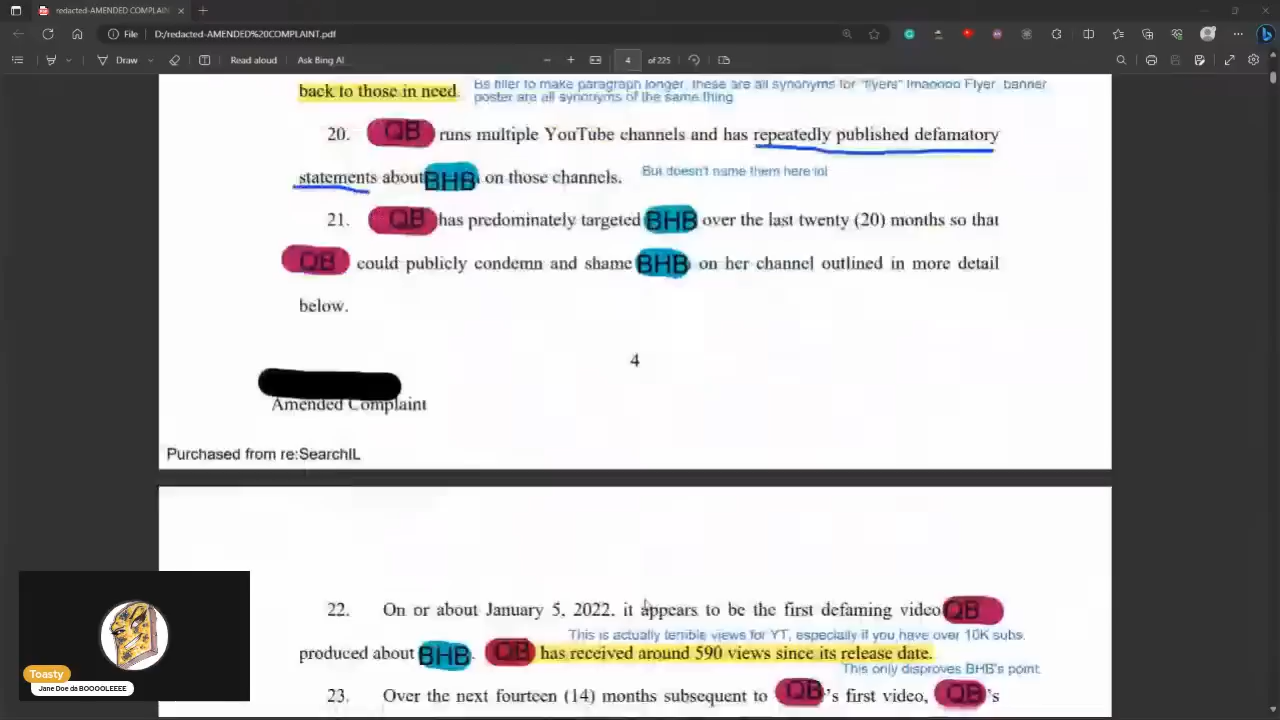 redacted-AMENDED COMPLAINT.pdf
File
D:/redacted-AMENDED%20COMPLAINT.pdf
Draw
Read aloud
Ask Bing AI
4
of 225
back to those in need.
Bs filler to make paragraph longer, these are all synonyms for "flyers" lmaoooo Flyer banner
poster are all synonyms of the same thing
20. QB runs multiple YouTube channels and has repeatedly published defamatory
statements about BHB on those channels.
But doesn't name them here lol
21. QB has predominately targeted BHB over the last twenty (20) months so that
QB could publicly condemn and shame BHB on her channel outlined in more detail
below.
4
Amended Complaint
Purchased from re:SearchIL
22. On or about January 5, 2022, it appears to be the first defaming video QB
This is actually terrible views for YT, especially if you have over 10K subs.
produced about BHB. QB has received around 590 views since its release date.
This only disproves BHB's point.
23. Over the next fourteen (14) months subsequent to QB's first video, QB's
Toasty
Jane Doe da BOOOOLEEEE